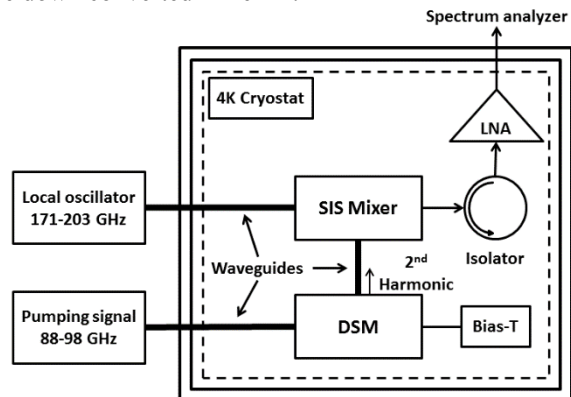 Spectrum analyzer
4K Cryostat
LNA
Local oscillator
171-203 GHz
SIS Mixer
Isolator
Waveguides
2nd
Harmonic
Pumping signal
88-98 GHz
DSM
Bias-T